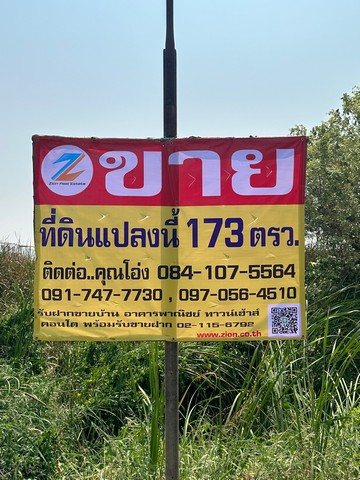 ขาย
ที่ดินแปลงนี้ 173 ตรว.
ติดต่อ..คุณโอ่ง 084-107-5564
091-747-7730 , 097-056-4510
รับฝากขายบ้าน อาคารพาณิชย์ ทาวน์เฮ้าส์
คอนโด พร้อมรับขายฝาก 02-115-6792
www.zion.co.th